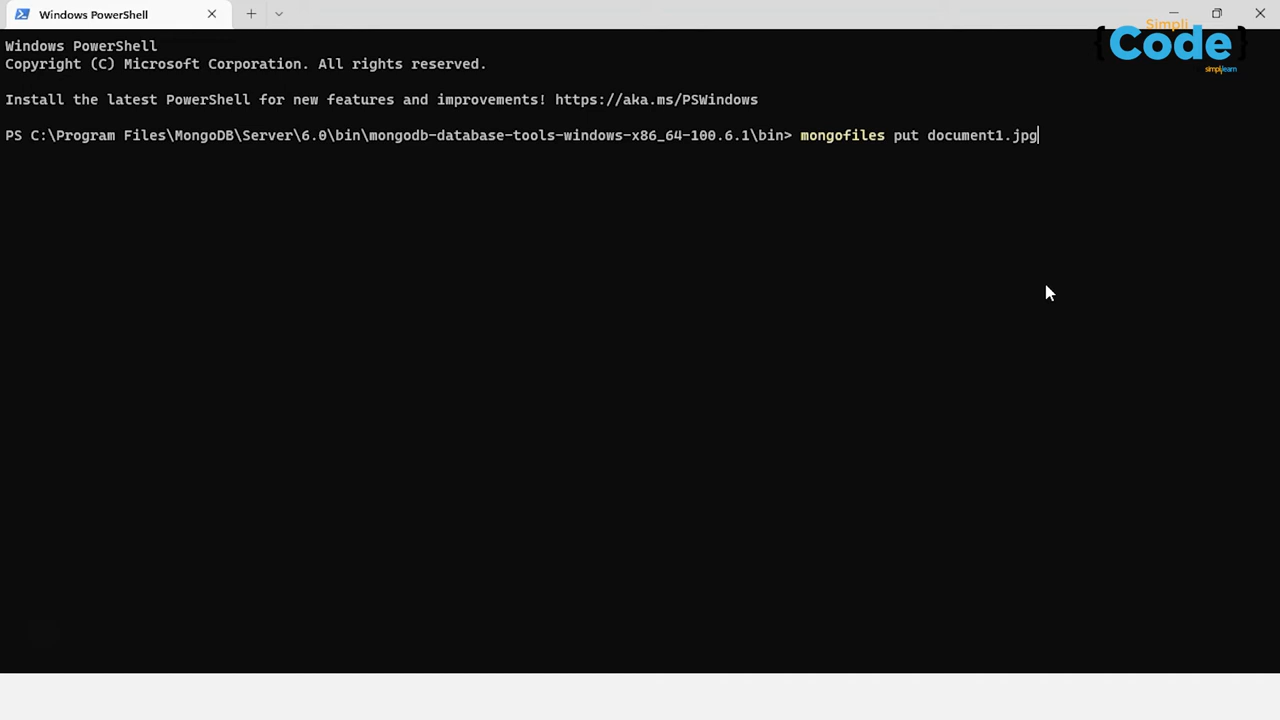 Windows PowerShell
Simpli
{Code}
simplilearn
Windows PowerShell
Copyright (C) Microsoft Corporation. All rights reserved.
Install the latest PowerShell for new features and improvements! https://aka.ms/PSWindows
PS C:\Program Files\MongoDB\Server\6.0\bin\mongodb-database-tools-windows-x86_64-100.6.1\bin> mongofiles put document1.jpg